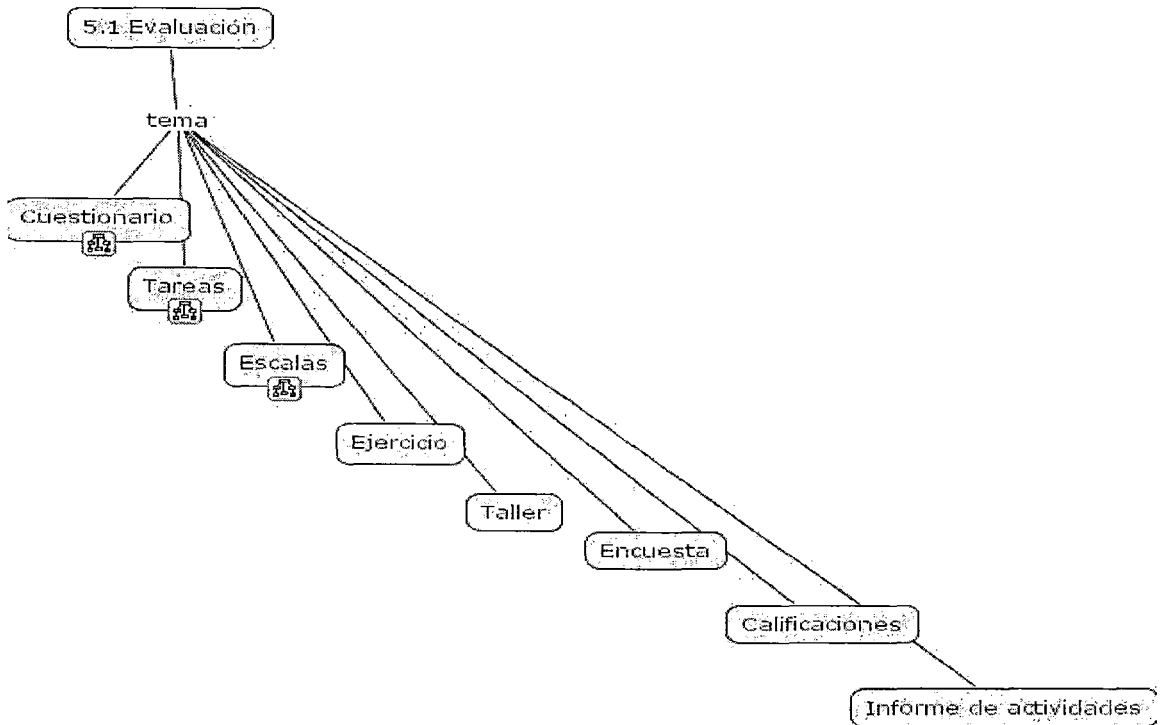 5.1 Evaluación
tema
Cuestionario
Tareas
Escalas
Ejercicio
Taller
Encuesta
Calificaciones
Informe de actividades